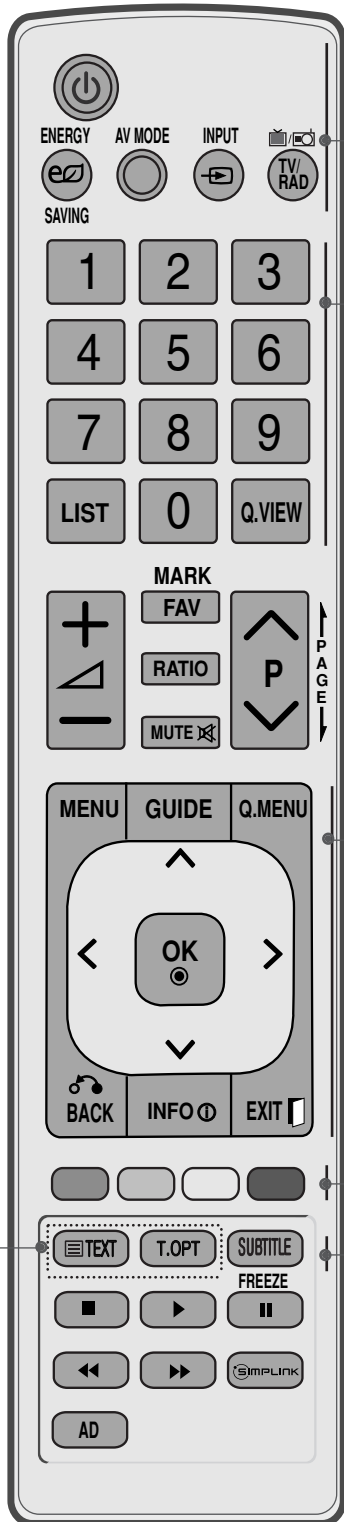 ENERGY AV MODE INPUT
TV/
RAD
SAVING
1 2 3
4 5 6
7 8 9
LIST 0 Q.VIEW
MARK
FAV
RATIO
P
MUTE
PAGE
MENU GUIDE Q.MENU
OK
BACK INFO EXIT
TEXT T.OPT SUBTITLE
FREEZE
SIMPLINK
AD